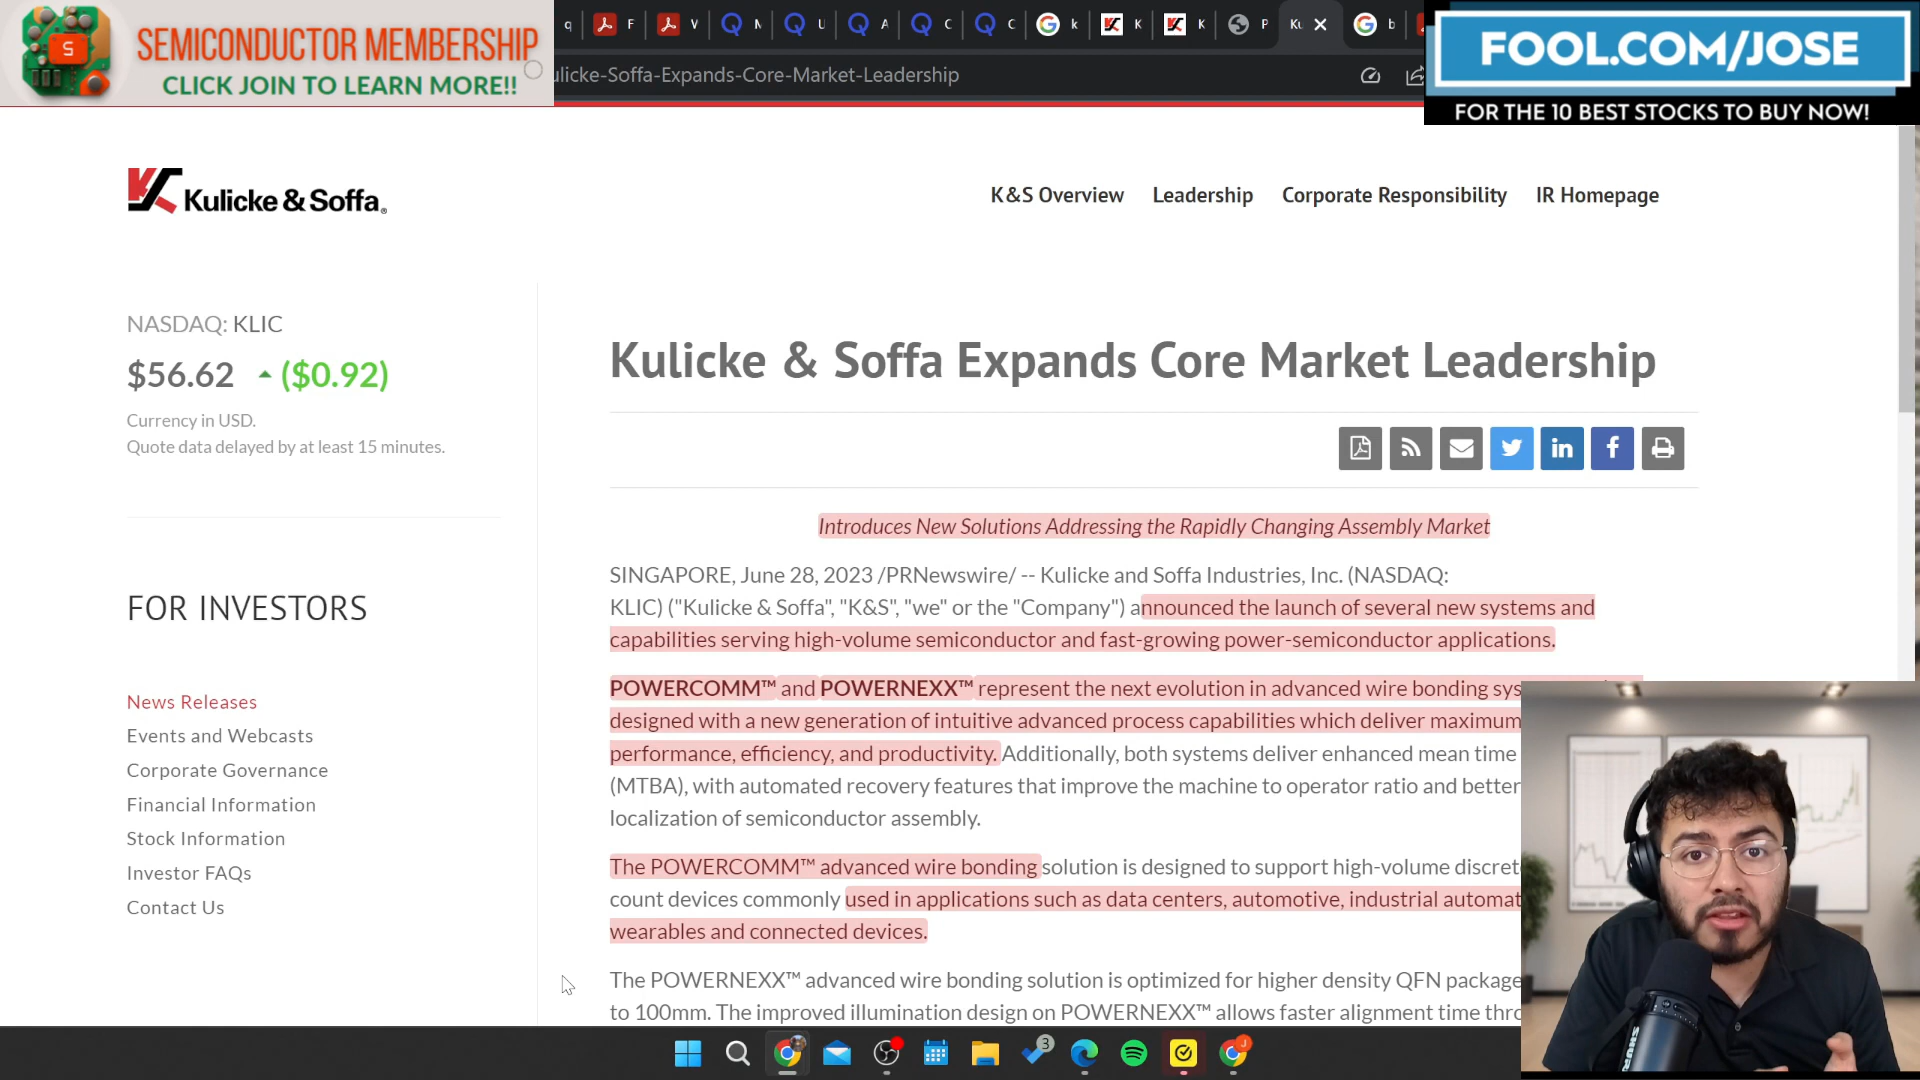 SEMICONDUCTOR MEMBERSHIP
CLICK JOIN TO LEARN MORE!!
FOOL.COM/JOSE
FOR THE 10 BEST STOCKS TO BUY NOW!
q F V M U A C C k K K P Ku b
ulicke-Soffa-Expands-Core-Market-Leadership
Kulicke & Soffa
K&S Overview Leadership Corporate Responsibility IR Homepage
NASDAQ: KLIC
$56.62 ($0.92)
Currency in USD.
Quote data delayed by at least 15 minutes.
FOR INVESTORS
News Releases
Events and Webcasts
Corporate Governance
Financial Information
Stock Information
Investor FAQs
Contact Us
Kulicke & Soffa Expands Core Market Leadership
Introduces New Solutions Addressing the Rapidly Changing Assembly Market
SINGAPORE, June 28, 2023 /PRNewswire/ -- Kulicke and Soffa Industries, Inc. (NASDAQ:
KLIC) ("Kulicke & Soffa", "K&S", "we" or the "Company") announced the launch of several new systems and
capabilities serving high-volume semiconductor and fast-growing power-semiconductor applications.
POWERCOMM™ and POWERNEXX™ represent the next evolution in advanced wire bonding sys
designed with a new generation of intuitive advanced process capabilities which deliver maximum
performance, efficiency, and productivity. Additionally, both systems deliver enhanced mean time
(MTBA), with automated recovery features that improve the machine to operator ratio and better
localization of semiconductor assembly.
The POWERCOMM™ advanced wire bonding solution is designed to support high-volume discret
count devices commonly used in applications such as data centers, automotive, industrial automat
wearables and connected devices.
The POWERNEXX™ advanced wire bonding solution is optimized for higher density QFN package
to 100mm. The improved illumination design on POWERNEXX™ allows faster alignment time thro
3